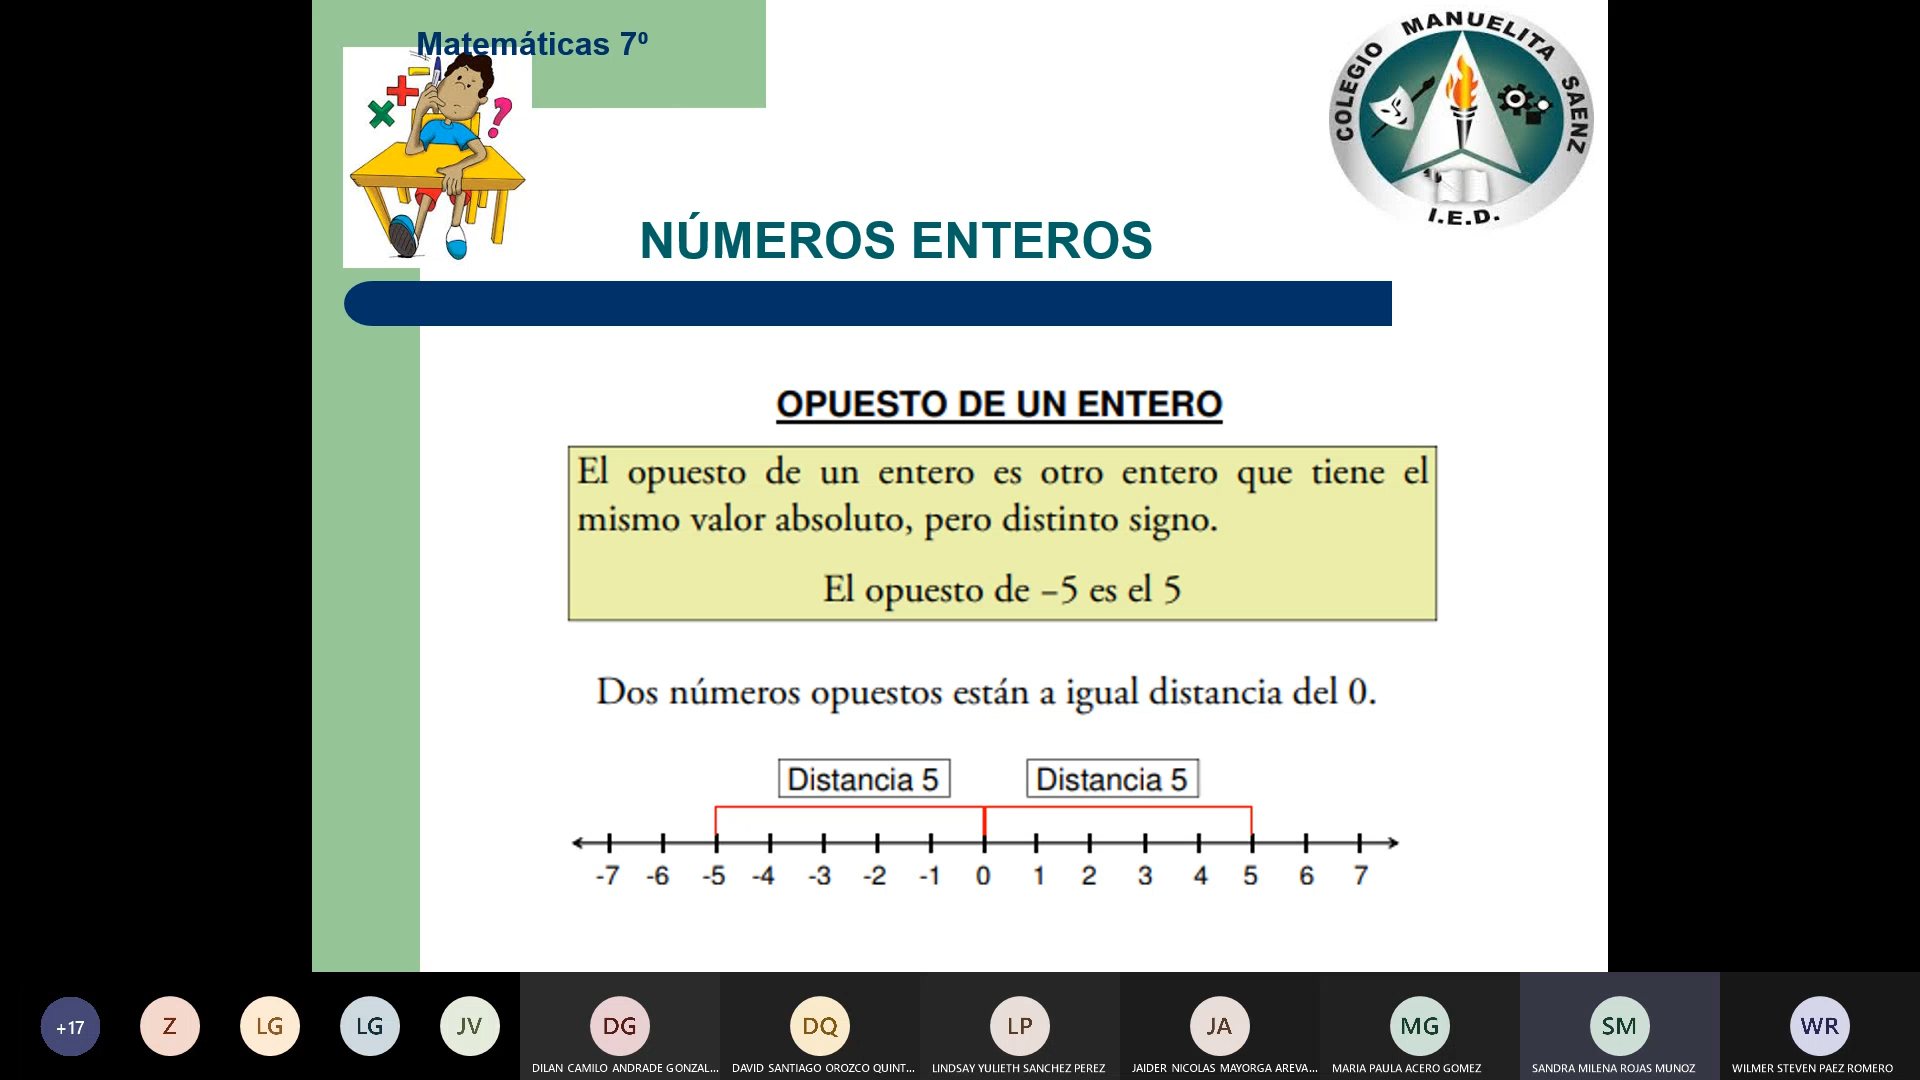 Matemáticas 7º
COLEGIO MANUELITA SAENZ
I.E.D.
NÚMEROS ENTEROS
OPUESTO DE UN ENTERO
El opuesto de un entero es otro entero que tiene el
mismo valor absoluto, pero distinto signo.
El opuesto de –5 es el 5
Dos números opuestos están a igual distancia del 0.
Distancia 5 Distancia 5
-7 -6 -5 -4 -3 -2 -1 0 1 2 3 4 5 6 7
+17 Z LG LG JV DG DQ LP JA MG SM WR
DILAN CAMILO ANDRADE GONZAL... DAVID SANTIAGO OROZCO QUINT... LINDSAY YULIETH SANCHEZ PEREZ JAIDER NICOLAS MAYORGA AREVA... MARIA PAULA ACERO GOMEZ SANDRA MILENA ROJAS MUNOZ WILMER STEVEN PAEZ ROMERO